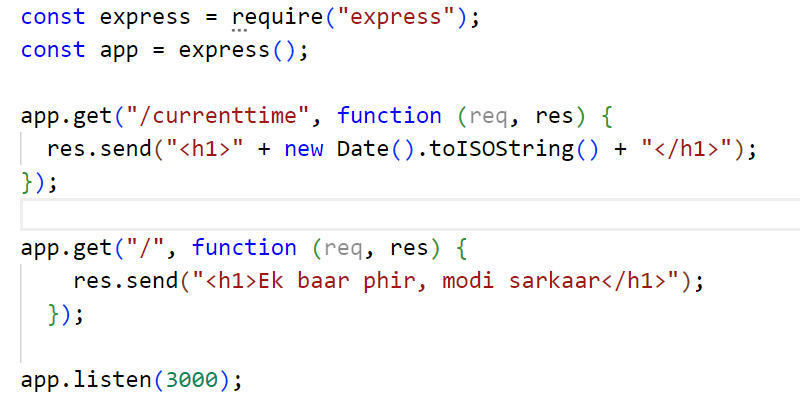 const express = require("express");
const app = express();

app.get("/currenttime", function (req, res) {
  res.send("<h1>" + new Date().toISOString() + "</h1>");
});

app.get("/", function (req, res) {
    res.send("<h1>Ek baar phir, modi sarkaar</h1>");
  });

app.listen(3000);